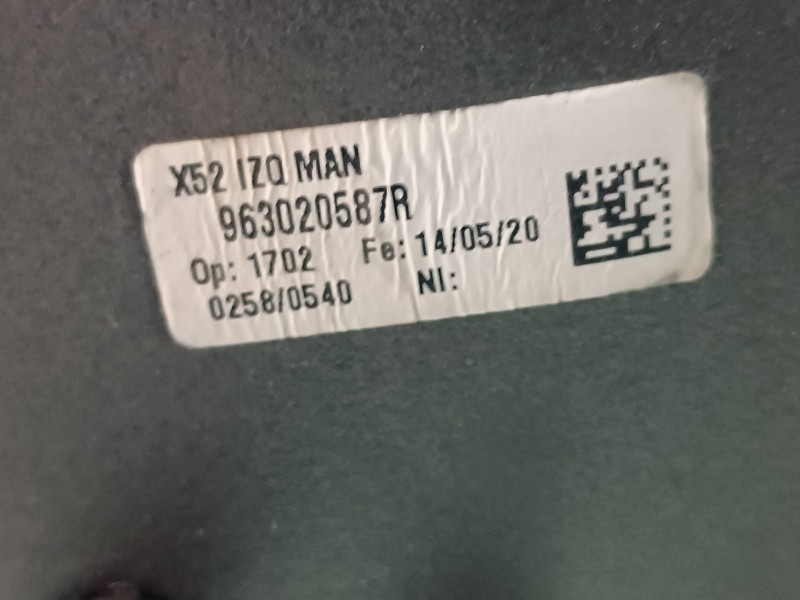 X52 IZQ MAN
963020587R
Op: 1702 Fe: 14/05/20
0258/0540 NI: